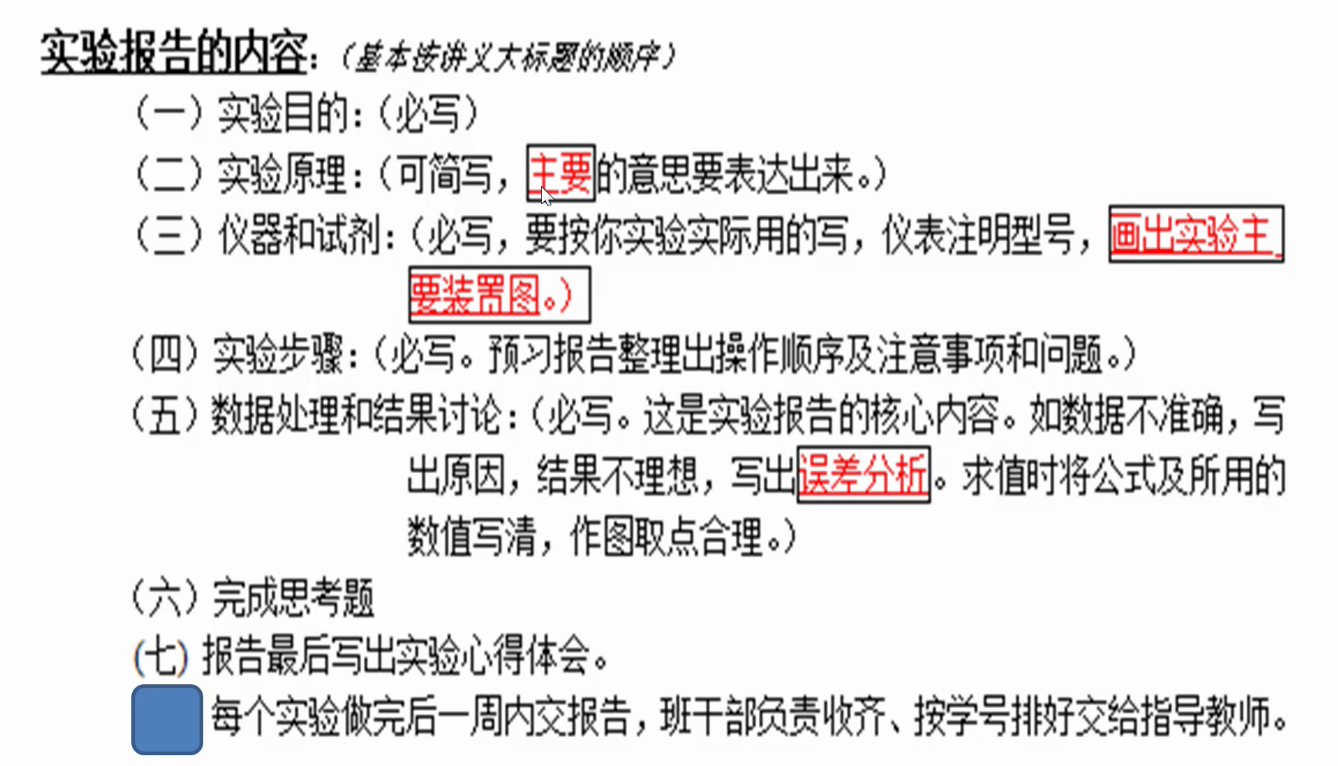 实验报告的内容：（基本按讲义大标题的顺序）
（一）实验目的：（必写）
（二）实验原理：（可简写，主要的意思要表达出来。）
（三）仪器和试剂：（必写，要按你实验实际用的写，仪表注明型号，画出实验主
要装置图。）
（四）实验步骤：（必写。预习报告整理出操作顺序及注意事项和问题。）
（五）数据处理和结果讨论：（必写。这是实验报告的核心内容。如数据不准确，写
出原因，结果不理想，写出误差分析。求值时将公式及所用的
数值写清，作图取点合理。）
（六）完成思考题
(七) 报告最后写出实验心得体会。
每个实验做完后一周内交报告，班干部负责收齐、按学号排好交给指导教师。